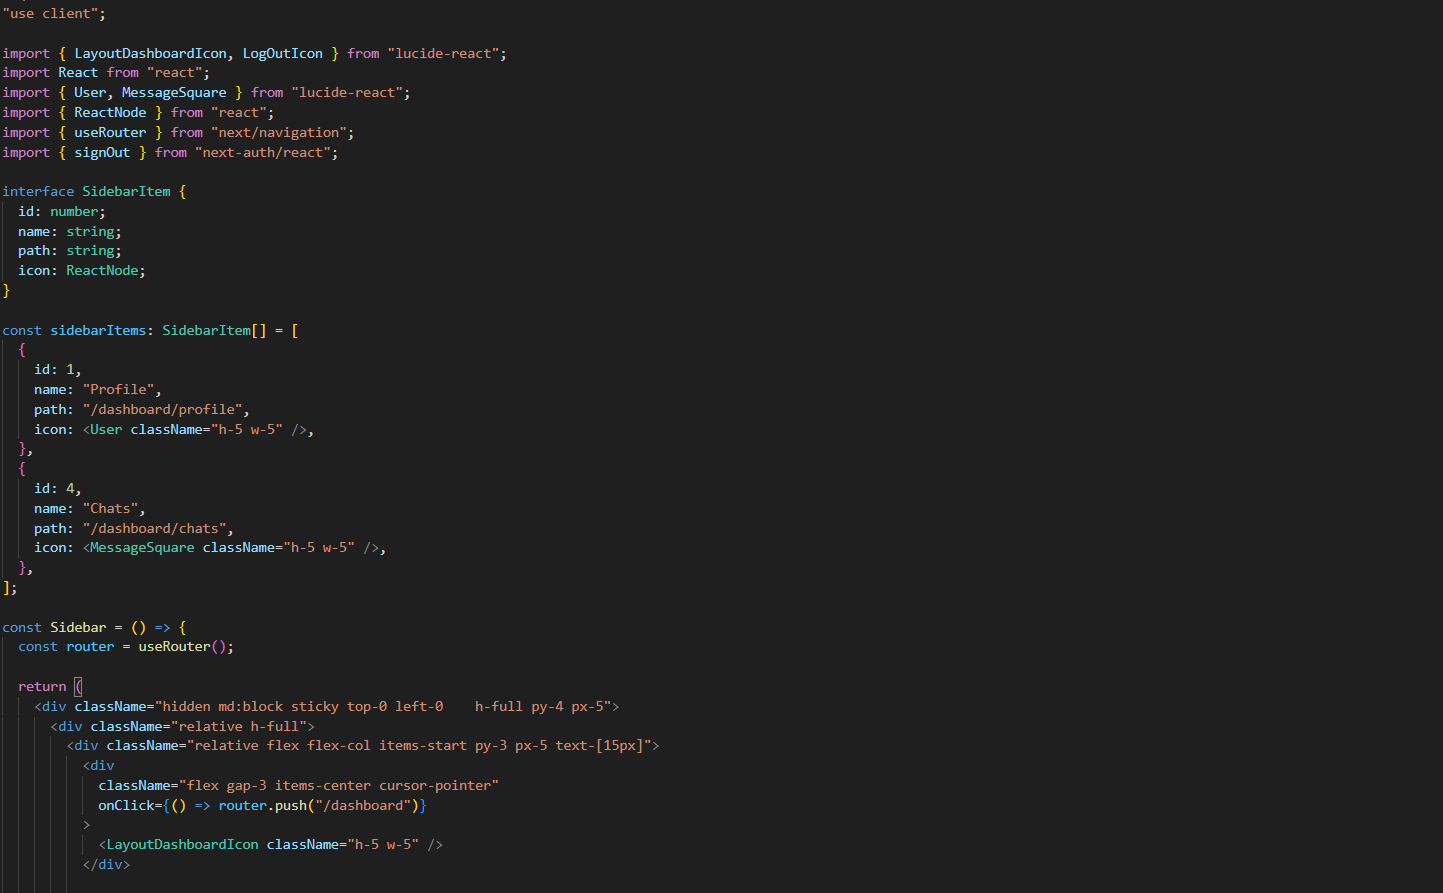 "use client";

import { LayoutDashboardIcon, LogOutIcon } from "lucide-react";
import React from "react";
import { User, MessageSquare } from "lucide-react";
import { ReactNode } from "react";
import { useRouter } from "next/navigation";
import { signOut } from "next-auth/react";

interface SidebarItem {
  id: number;
  name: string;
  path: string;
  icon: ReactNode;
}

const sidebarItems: SidebarItem[] = [
  {
    id: 1,
    name: "Profile",
    path: "/dashboard/profile",
    icon: <User className="h-5 w-5" />,
  },
  {
    id: 4,
    name: "Chats",
    path: "/dashboard/chats",
    icon: <MessageSquare className="h-5 w-5" />,
  },
];

const Sidebar = () => {
  const router = useRouter();

  return (
    <div className="hidden md:block sticky top-0 left-0    h-full py-4 px-5">
      <div className="relative h-full">
        <div className="relative flex flex-col items-start py-3 px-5 text-[15px]">
          <div
            className="flex gap-3 items-center cursor-pointer"
            onClick={() => router.push("/dashboard")}
          >
            <LayoutDashboardIcon className="h-5 w-5" />
          </div>